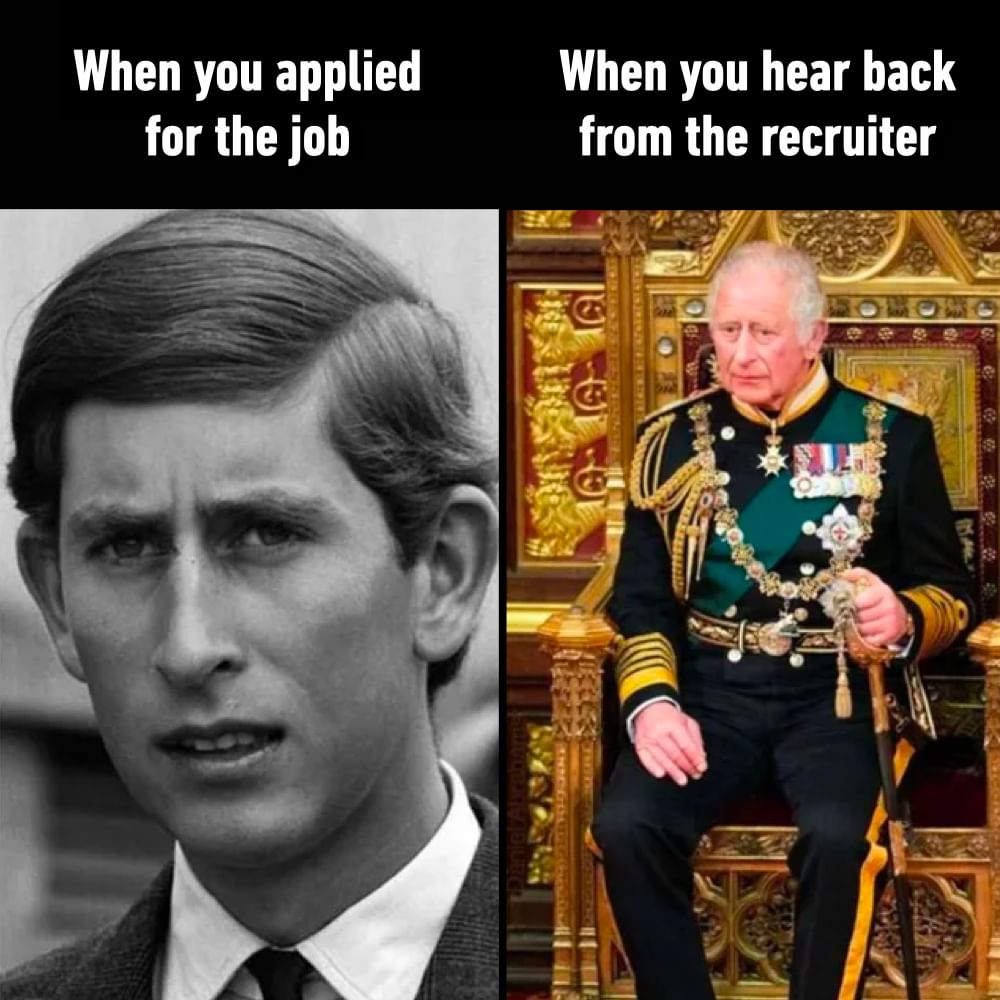 When you applied
for the job
When you hear back
from the recruiter